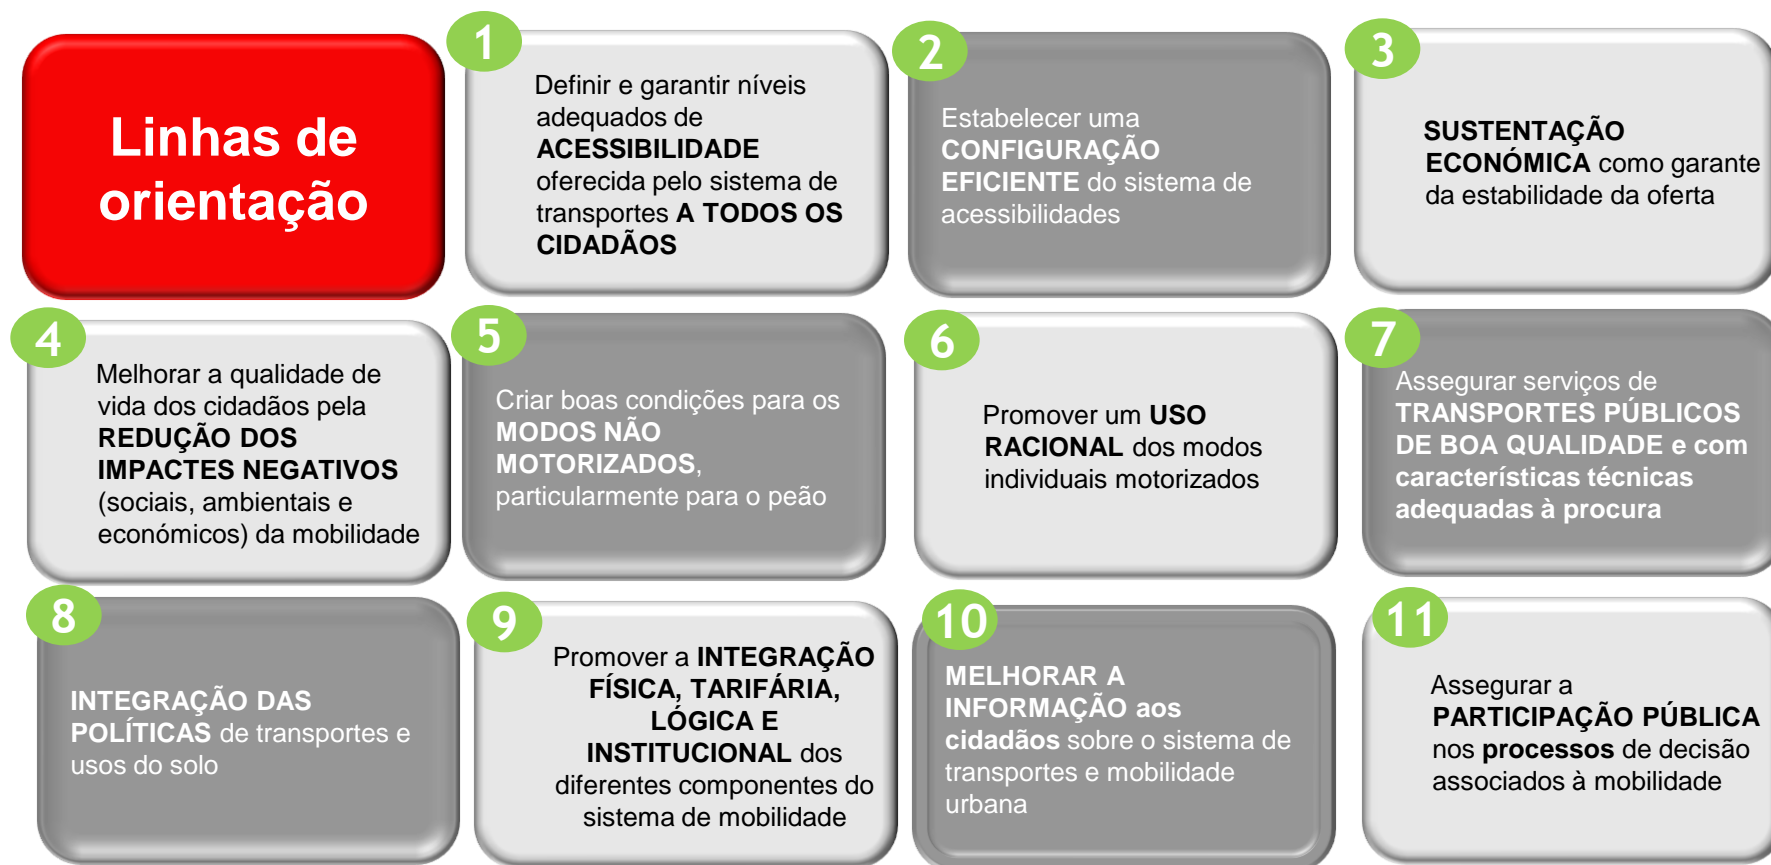 Linhas de
orientação
1
Definir e garantir níveis
adequados de
ACESSIBILIDADE
oferecida pelo sistema de
transportes A TODOS OS
CIDADÃOS
2
Estabelecer uma
CONFIGURAÇÃO
EFICIENTE do sistema de
acessibilidades
3
SUSTENTAÇÃO
ECONÓMICA como garante
da estabilidade da oferta
4
Melhorar a qualidade de
vida dos cidadãos pela
REDUÇÃO DOS
IMPACTES NEGATIVOS
(sociais, ambientais e
económicos) da mobilidade
5
Criar boas condições para os
MODOS NÃO
MOTORIZADOS,
particularmente para o peão
6
Promover um USO
RACIONAL dos modos
individuais motorizados
7
Assegurar serviços de
TRANSPORTES PÚBLICOS
DE BOA QUALIDADE e com
características técnicas
adequadas à procura
8
INTEGRAÇÃO DAS
POLÍTICAS de transportes e
usos do solo
9
Promover a INTEGRAÇÃO
FÍSICA, TARIFÁRIA,
LÓGICA E
INSTITUCIONAL dos
diferentes componentes do
sistema de mobilidade
10
MELHORAR A
INFORMAÇÃO aos
cidadãos sobre o sistema de
transportes e mobilidade
urbana
11
Assegurar a
PARTICIPAÇÃO PÚBLICA
nos processos de decisão
associados à mobilidade